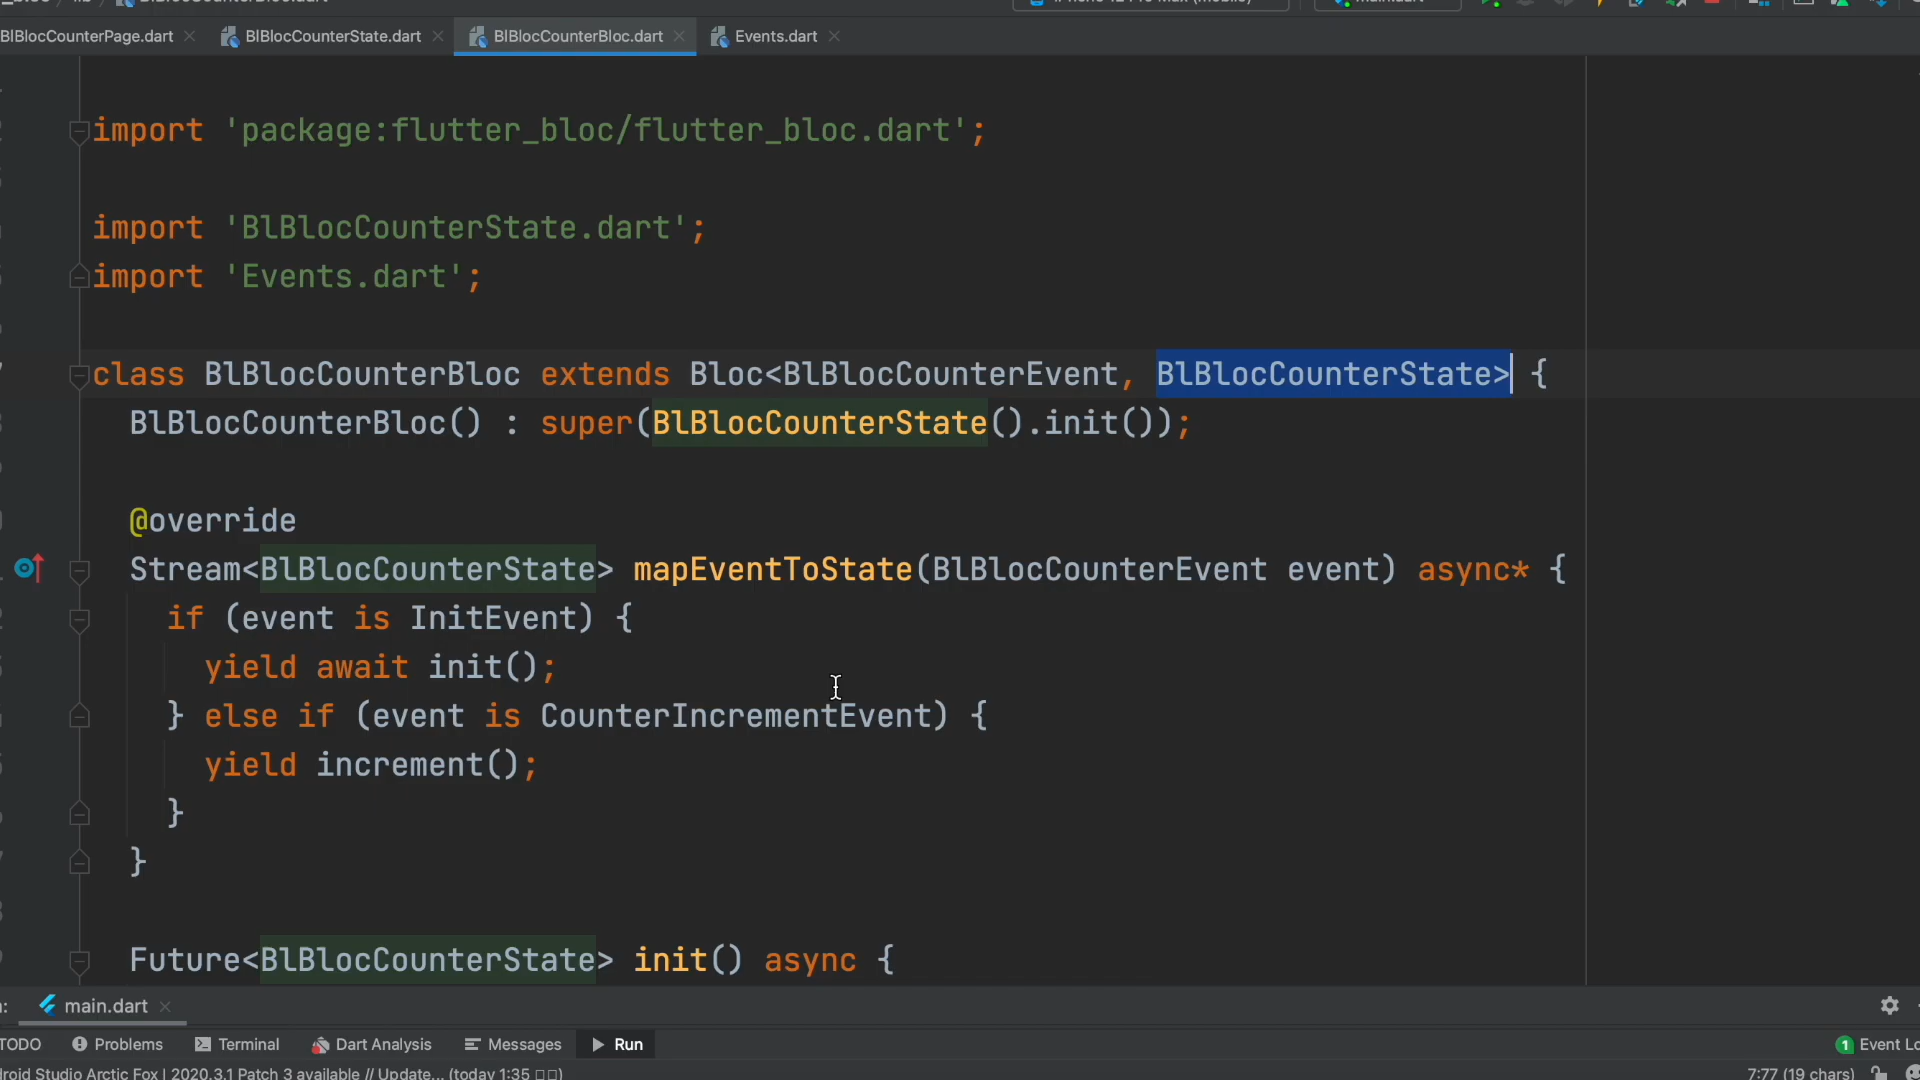 BlBlocCounterPage.dart BlBlocCounterState.dart BlBlocCounterBloc.dart Events.dart
import 'package:flutter_bloc/flutter_bloc.dart';
import 'BlBlocCounterState.dart';
import 'Events.dart';
class BlBlocCounterBloc extends Bloc<BlBlocCounterEvent, BlBlocCounterState> {
BlBlocCounterBloc() : super(BlBlocCounterState().init());
@override
Stream<BlBlocCounterState> mapEventToState(BlBlocCounterEvent event) async* {
if (event is InitEvent) {
yield await init();
} else if (event is CounterIncrementEvent) {
yield increment();
}
}
Future<BlBlocCounterState> init() async {
main.dart
TODO Problems Terminal Dart Analysis Messages Run 1 Event Lo
roid Studio Arctic Fox | 2020.3.1 Patch 3 available // Update... (today 1:35 7:77 (19 chars)